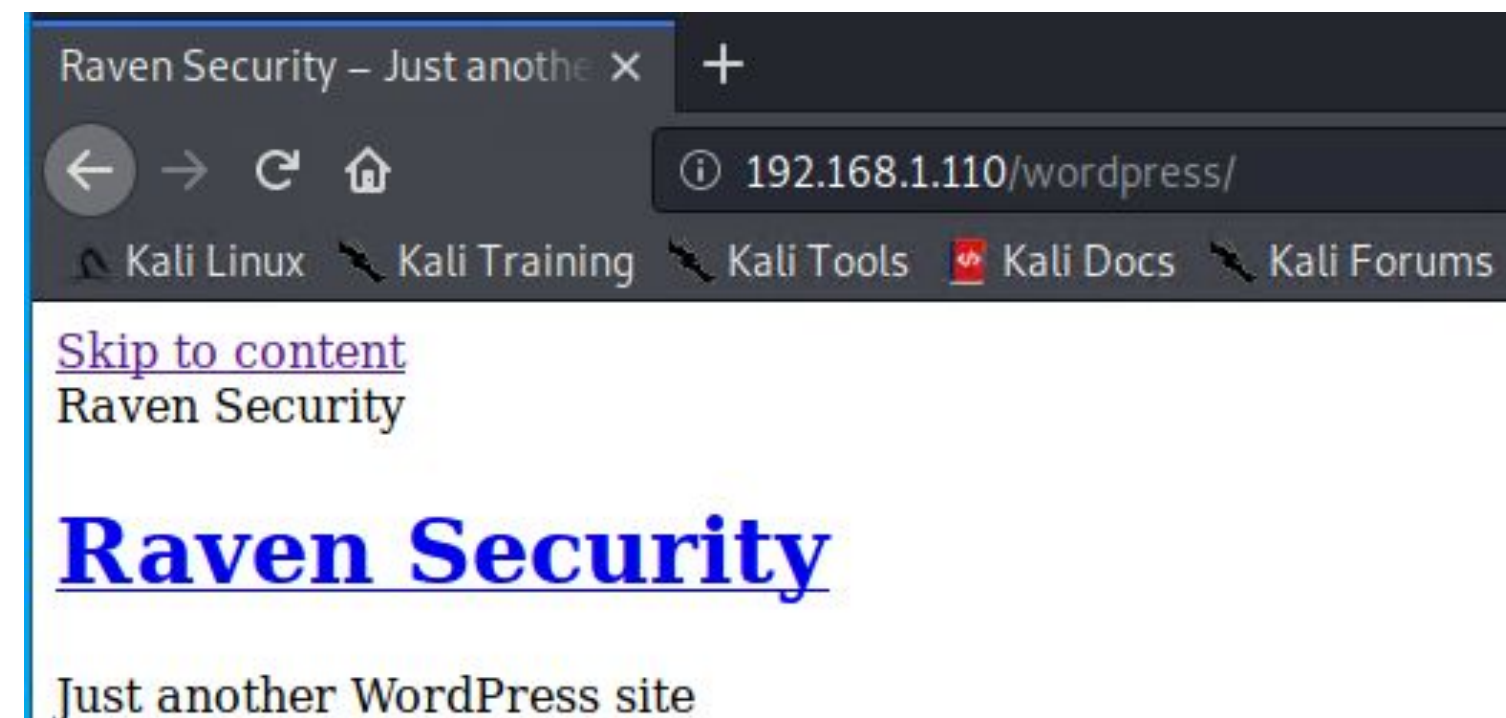 Raven Security – Just anothe
192.168.1.110/wordpress/
Kali Linux Kali Training Kali Tools Kali Docs Kali Forums
Skip to content
Raven Security
Raven Security
Just another WordPress site